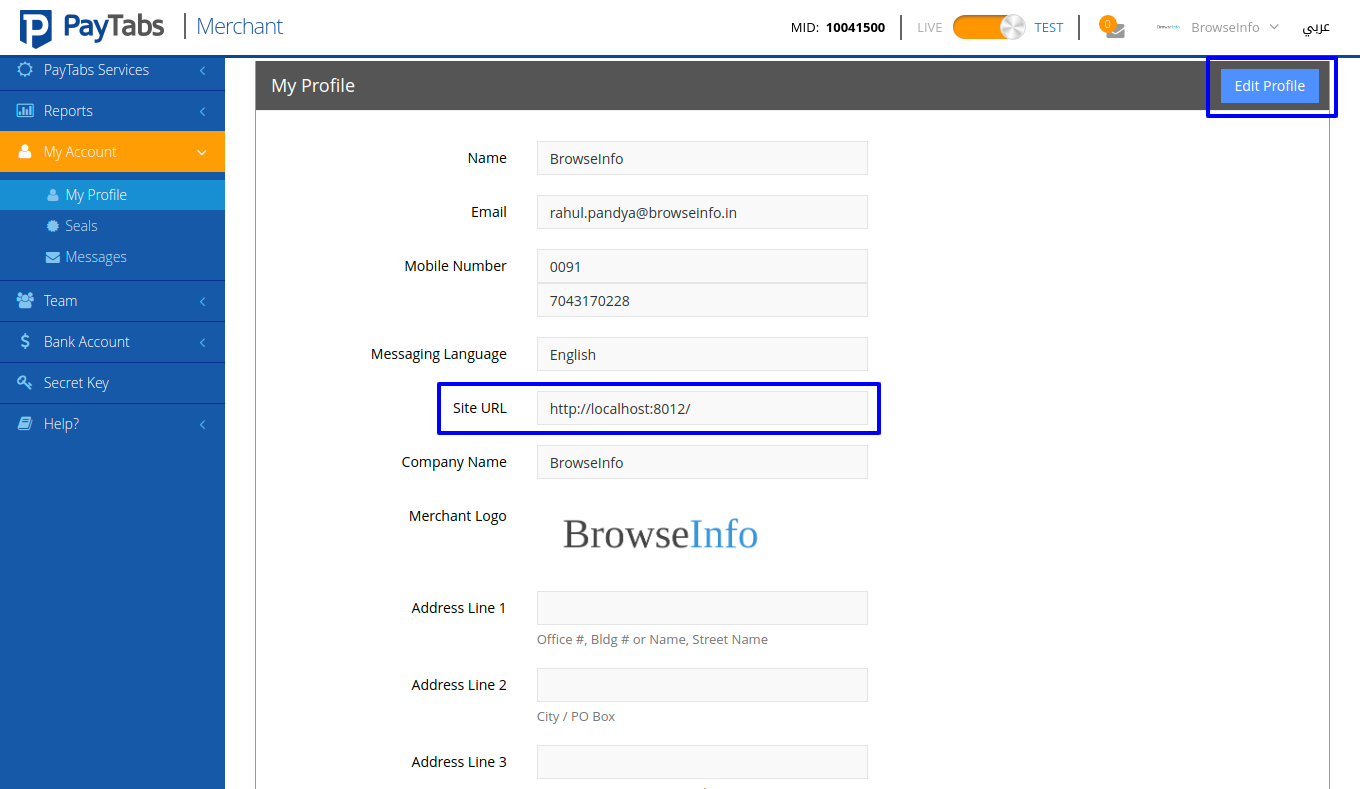 PayTabs Merchant
MID: 10041500 LIVE TEST 0 BrowseInfo BrowseInfo عربي
PayTabs Services
Reports
My Account
My Profile
Seals
Messages
Team
Bank Account
Secret Key
Help?
My Profile Edit Profile
Name BrowseInfo
Email rahul.pandya@browseinfo.in
Mobile Number 0091
7043170228
Messaging Language English
Site URL http://localhost:8012/
Company Name BrowseInfo
Merchant Logo BrowseInfo
Address Line 1
Office #, Bldg # or Name, Street Name
Address Line 2
City / PO Box
Address Line 3